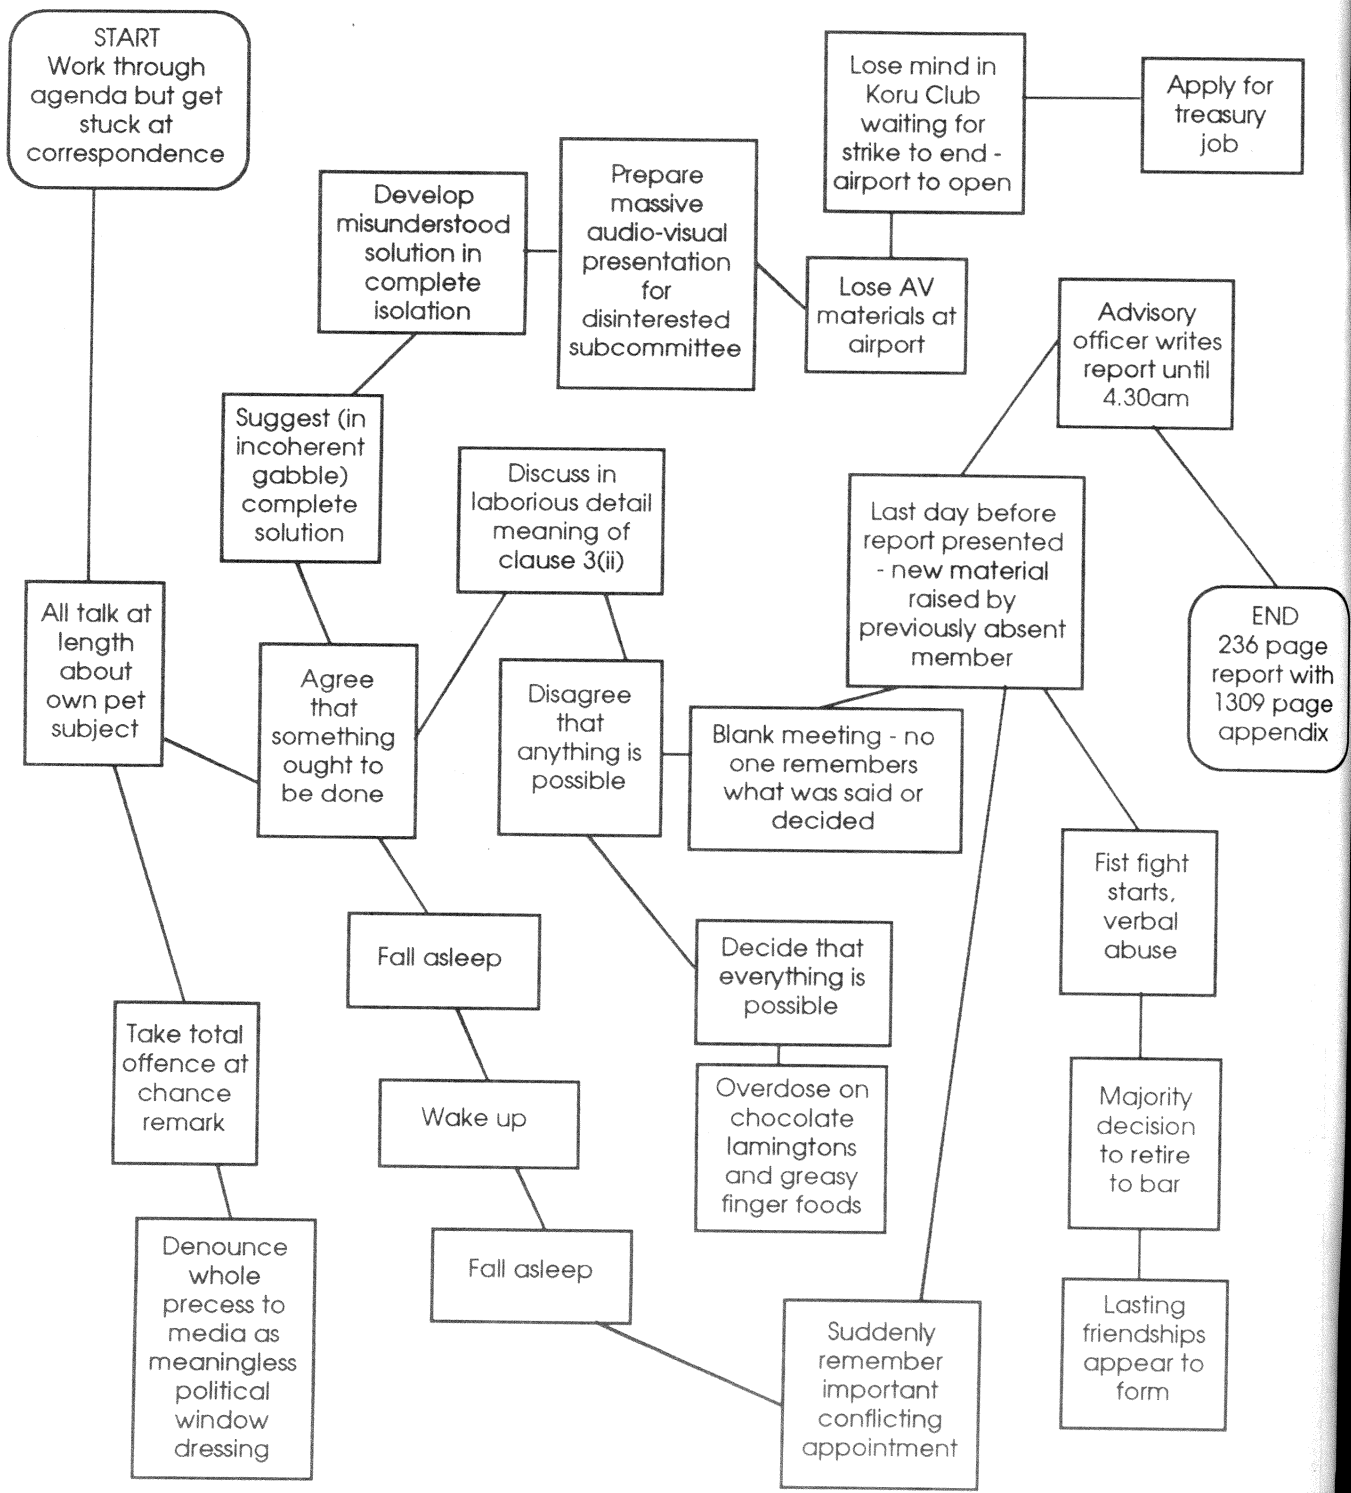 START
Work through
agenda but get
stuck at
correspondence
Lose mind in
Koru Club
waiting for
strike to end -
airport to open
Apply for
treasury
job
Develop
misunderstood
solution in
complete
isolation
Prepare
massive
audio-visual
presentation
for
disinterested
subcommittee
Lose AV
materials at
airport
Advisory
officer writes
report until
4.30am
Suggest (in
incoherent
gabble)
complete
solution
Discuss in
laborious detail
meaning of
clause 3(ii)
Last day before
report presented
- new material
raised by
previously absent
member
All talk at
length
about
own pet
subject
Agree
that
something
ought to
be done
Disagree
that
anything is
possible
Blank meeting - no
one remembers
what was said or
decided
END
236 page
report with
1309 page
appendix
Fist fight
starts,
verbal
abuse
Fall asleep
Decide that
everything is
possible
Take total
offence at
chance
remark
Wake up
Overdose on
chocolate
lamingtons
and greasy
finger foods
Majority
decision
to retire
to bar
Denounce
whole
precess to
media as
meaningless
political
window
dressing
Fall asleep
Suddenly
remember
important
conflicting
appointment
Lasting
friendships
appear to
form